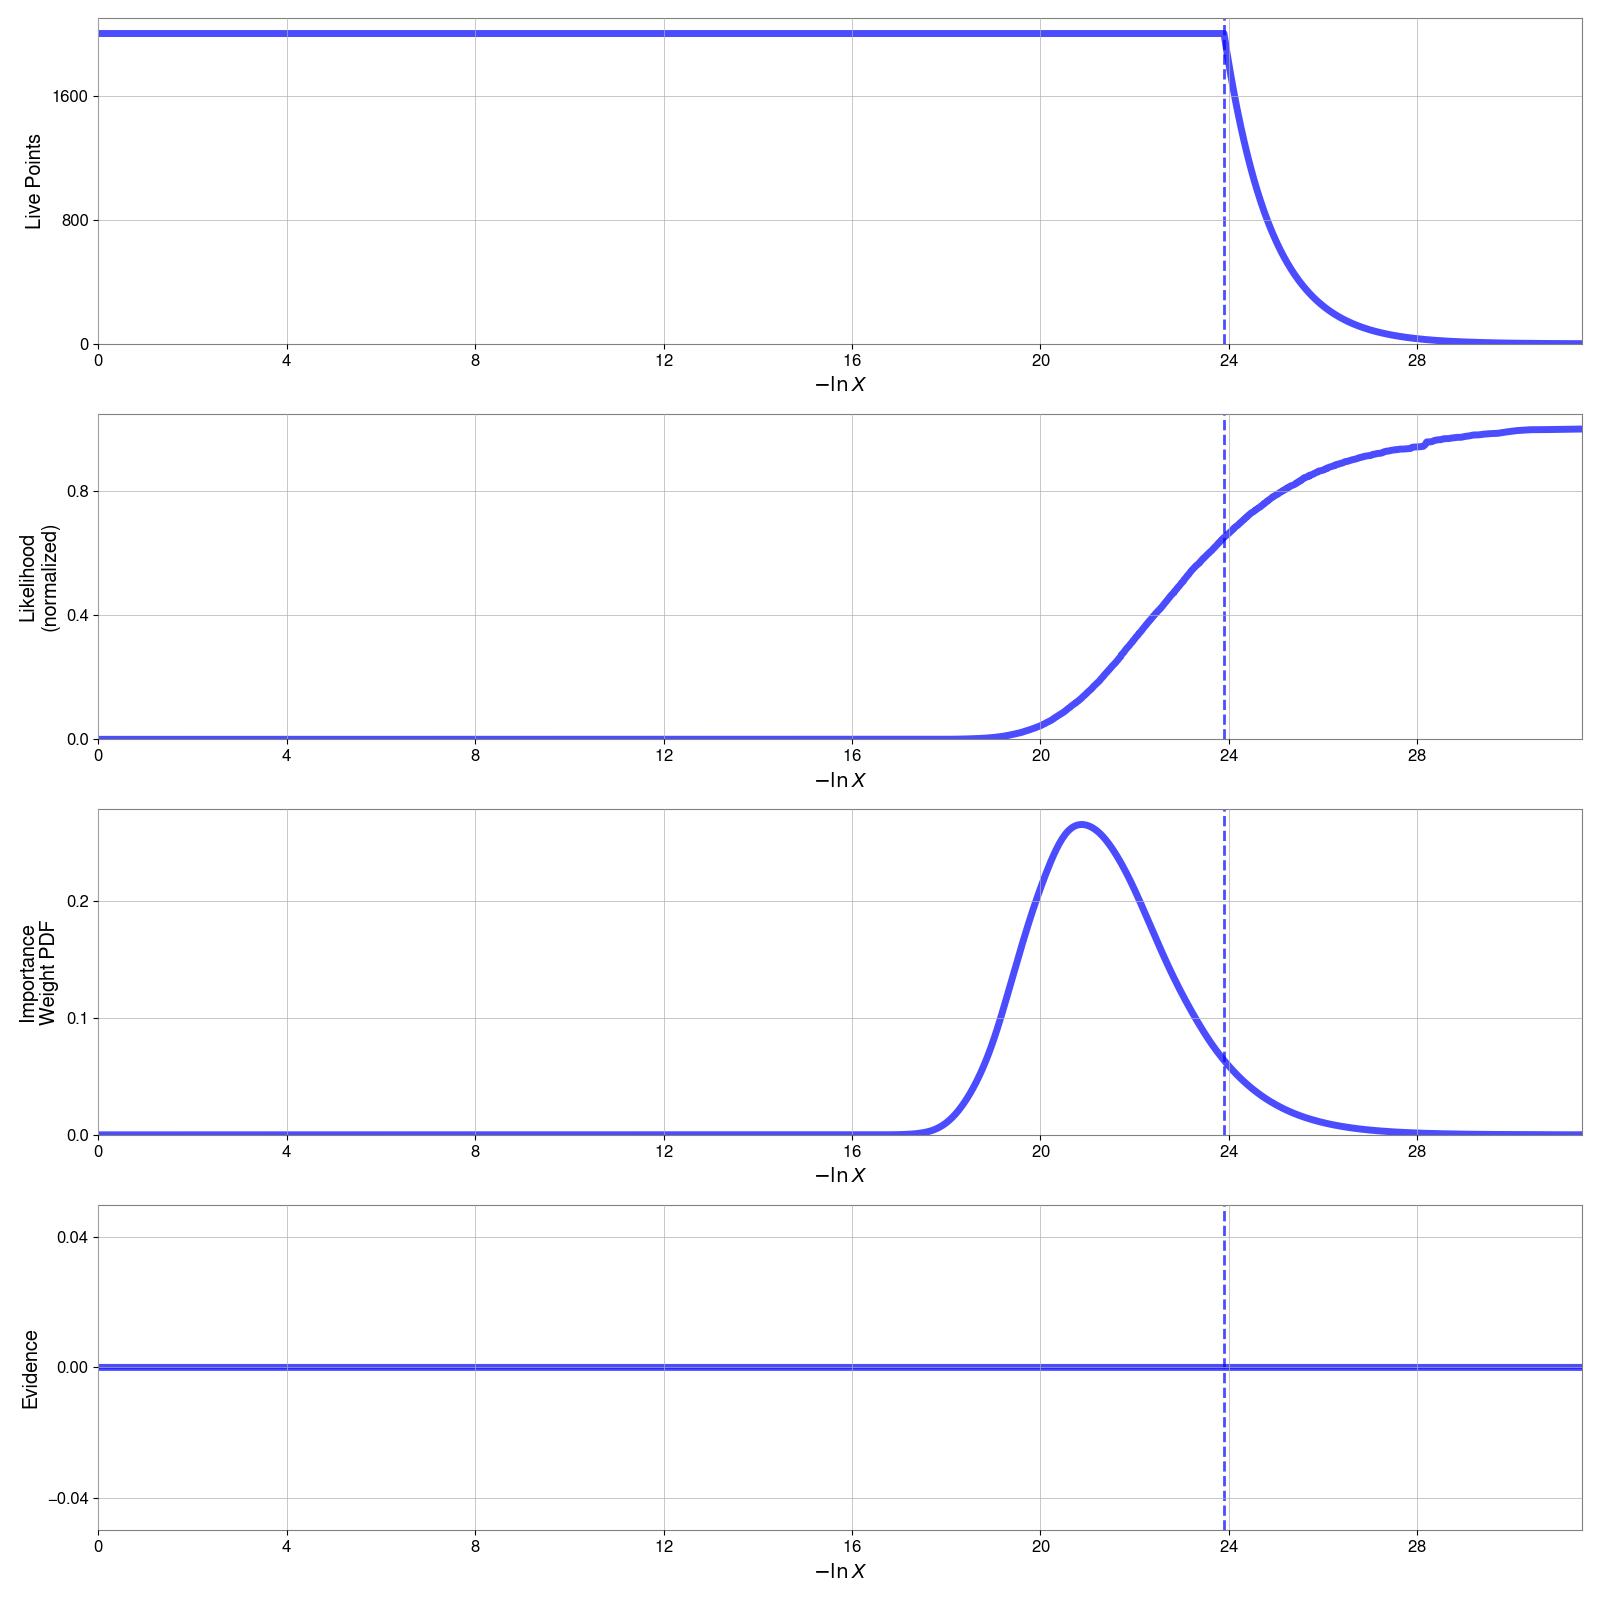 Live Points
1600
800
0
0 4 8 12 16 20 24 28
−ln X
Likelihood
(normalized)
0.8
0.4
0.0
0 4 8 12 16 20 24 28
−ln X
Importance
Weight PDF
0.2
0.1
0.0
0 4 8 12 16 20 24 28
−ln X
Evidence
0.04
0.00
−0.04
0 4 8 12 16 20 24 28
−ln X